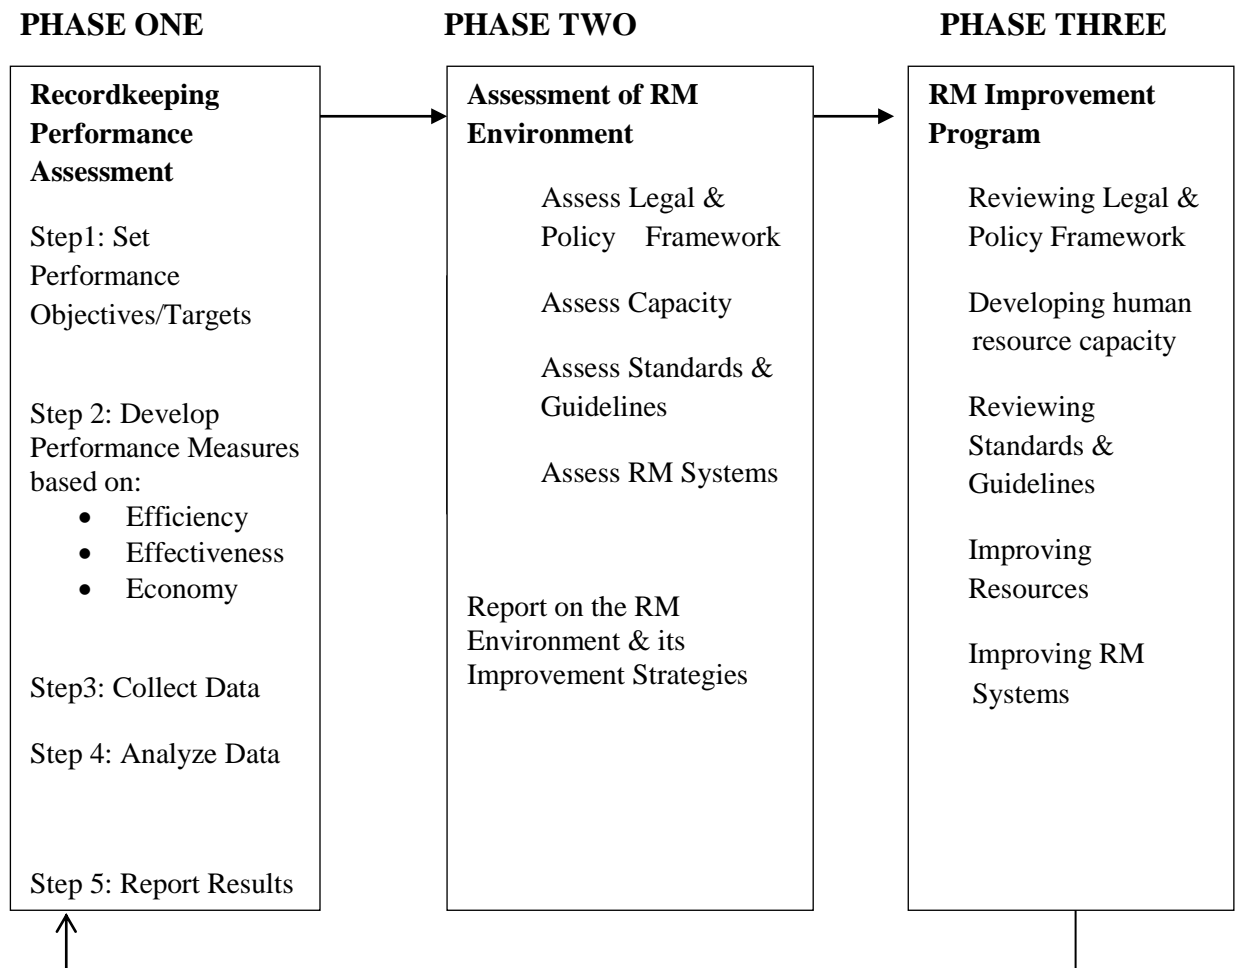 PHASE ONE
PHASE TWO
PHASE THREE
Recordkeeping
Performance
Assessment
Step1: Set
Performance
Objectives/Targets
Step 2: Develop
Performance Measures
based on:
• Efficiency
• Effectiveness
• Economy
Step3: Collect Data
Step 4: Analyze Data
Step 5: Report Results
Assessment of RM
Environment
Assess Legal &
Policy Framework
Assess Capacity
Assess Standards &
Guidelines
Assess RM Systems
Report on the RM
Environment & its
Improvement Strategies
RM Improvement
Program
Reviewing Legal &
Policy Framework
Developing human
resource capacity
Reviewing
Standards &
Guidelines
Improving
Resources
Improving RM
Systems